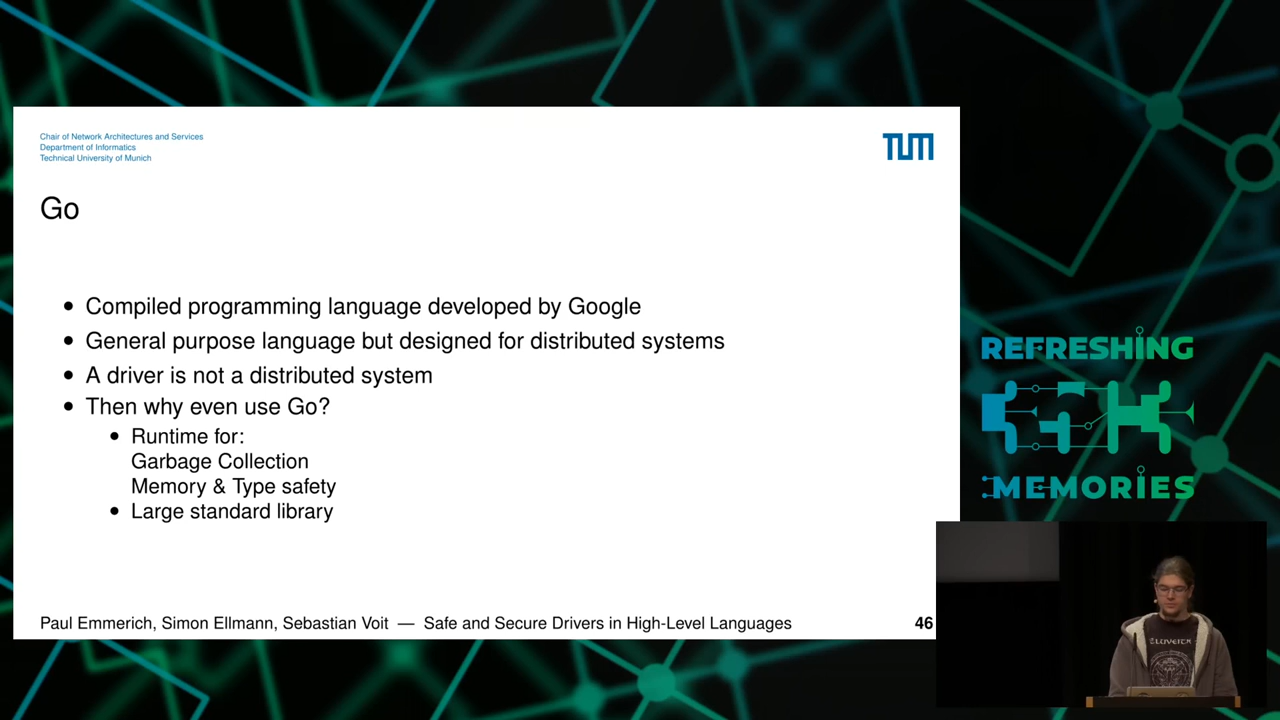 Chair of Network Architectures and Services
Department of Informatics
Technical University of Munich
TUM
Go
• Compiled programming language developed by Google
• General purpose language but designed for distributed systems
• A driver is not a distributed system
• Then why even use Go?
• Runtime for:
Garbage Collection
Memory & Type safety
• Large standard library
Paul Emmerich, Simon Ellmann, Sebastian Voit — Safe and Secure Drivers in High-Level Languages
46
REFRESHING
35C3
MEMORIES
ELUVEITIE